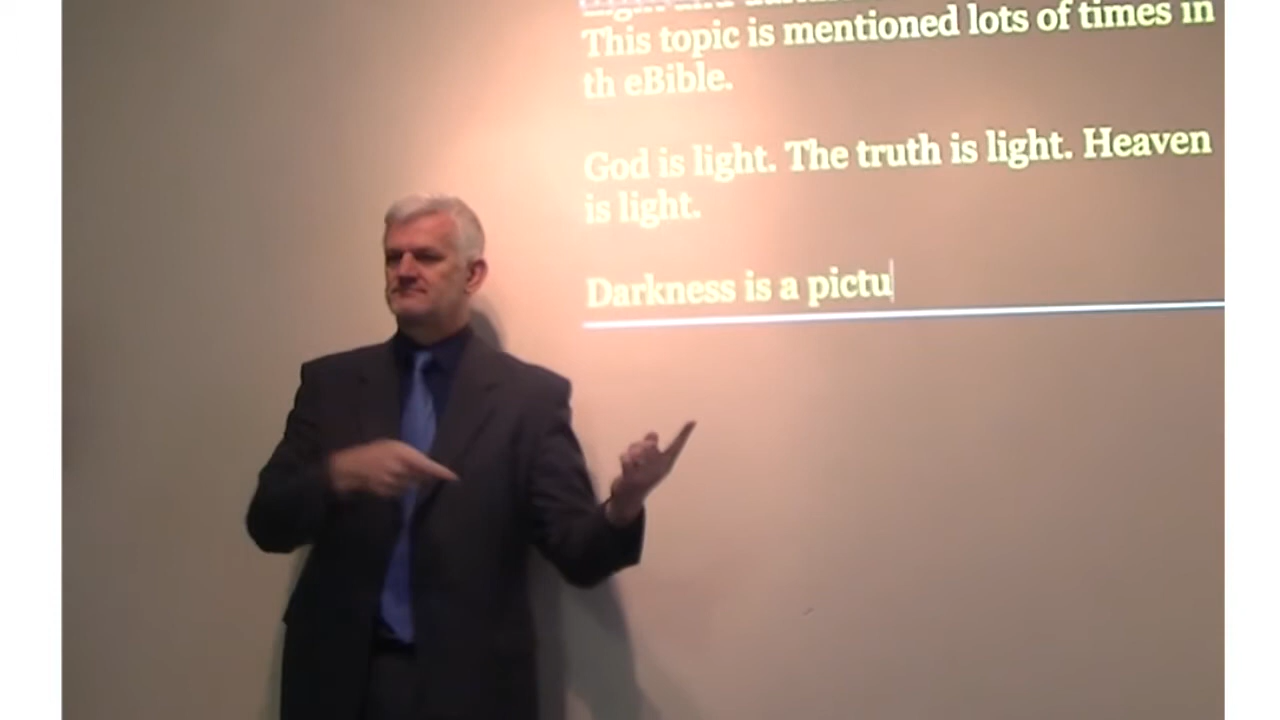 This topic is mentioned lots of times in
th eBible.
God is light. The truth is light. Heaven
is light.
Darkness is a pictu